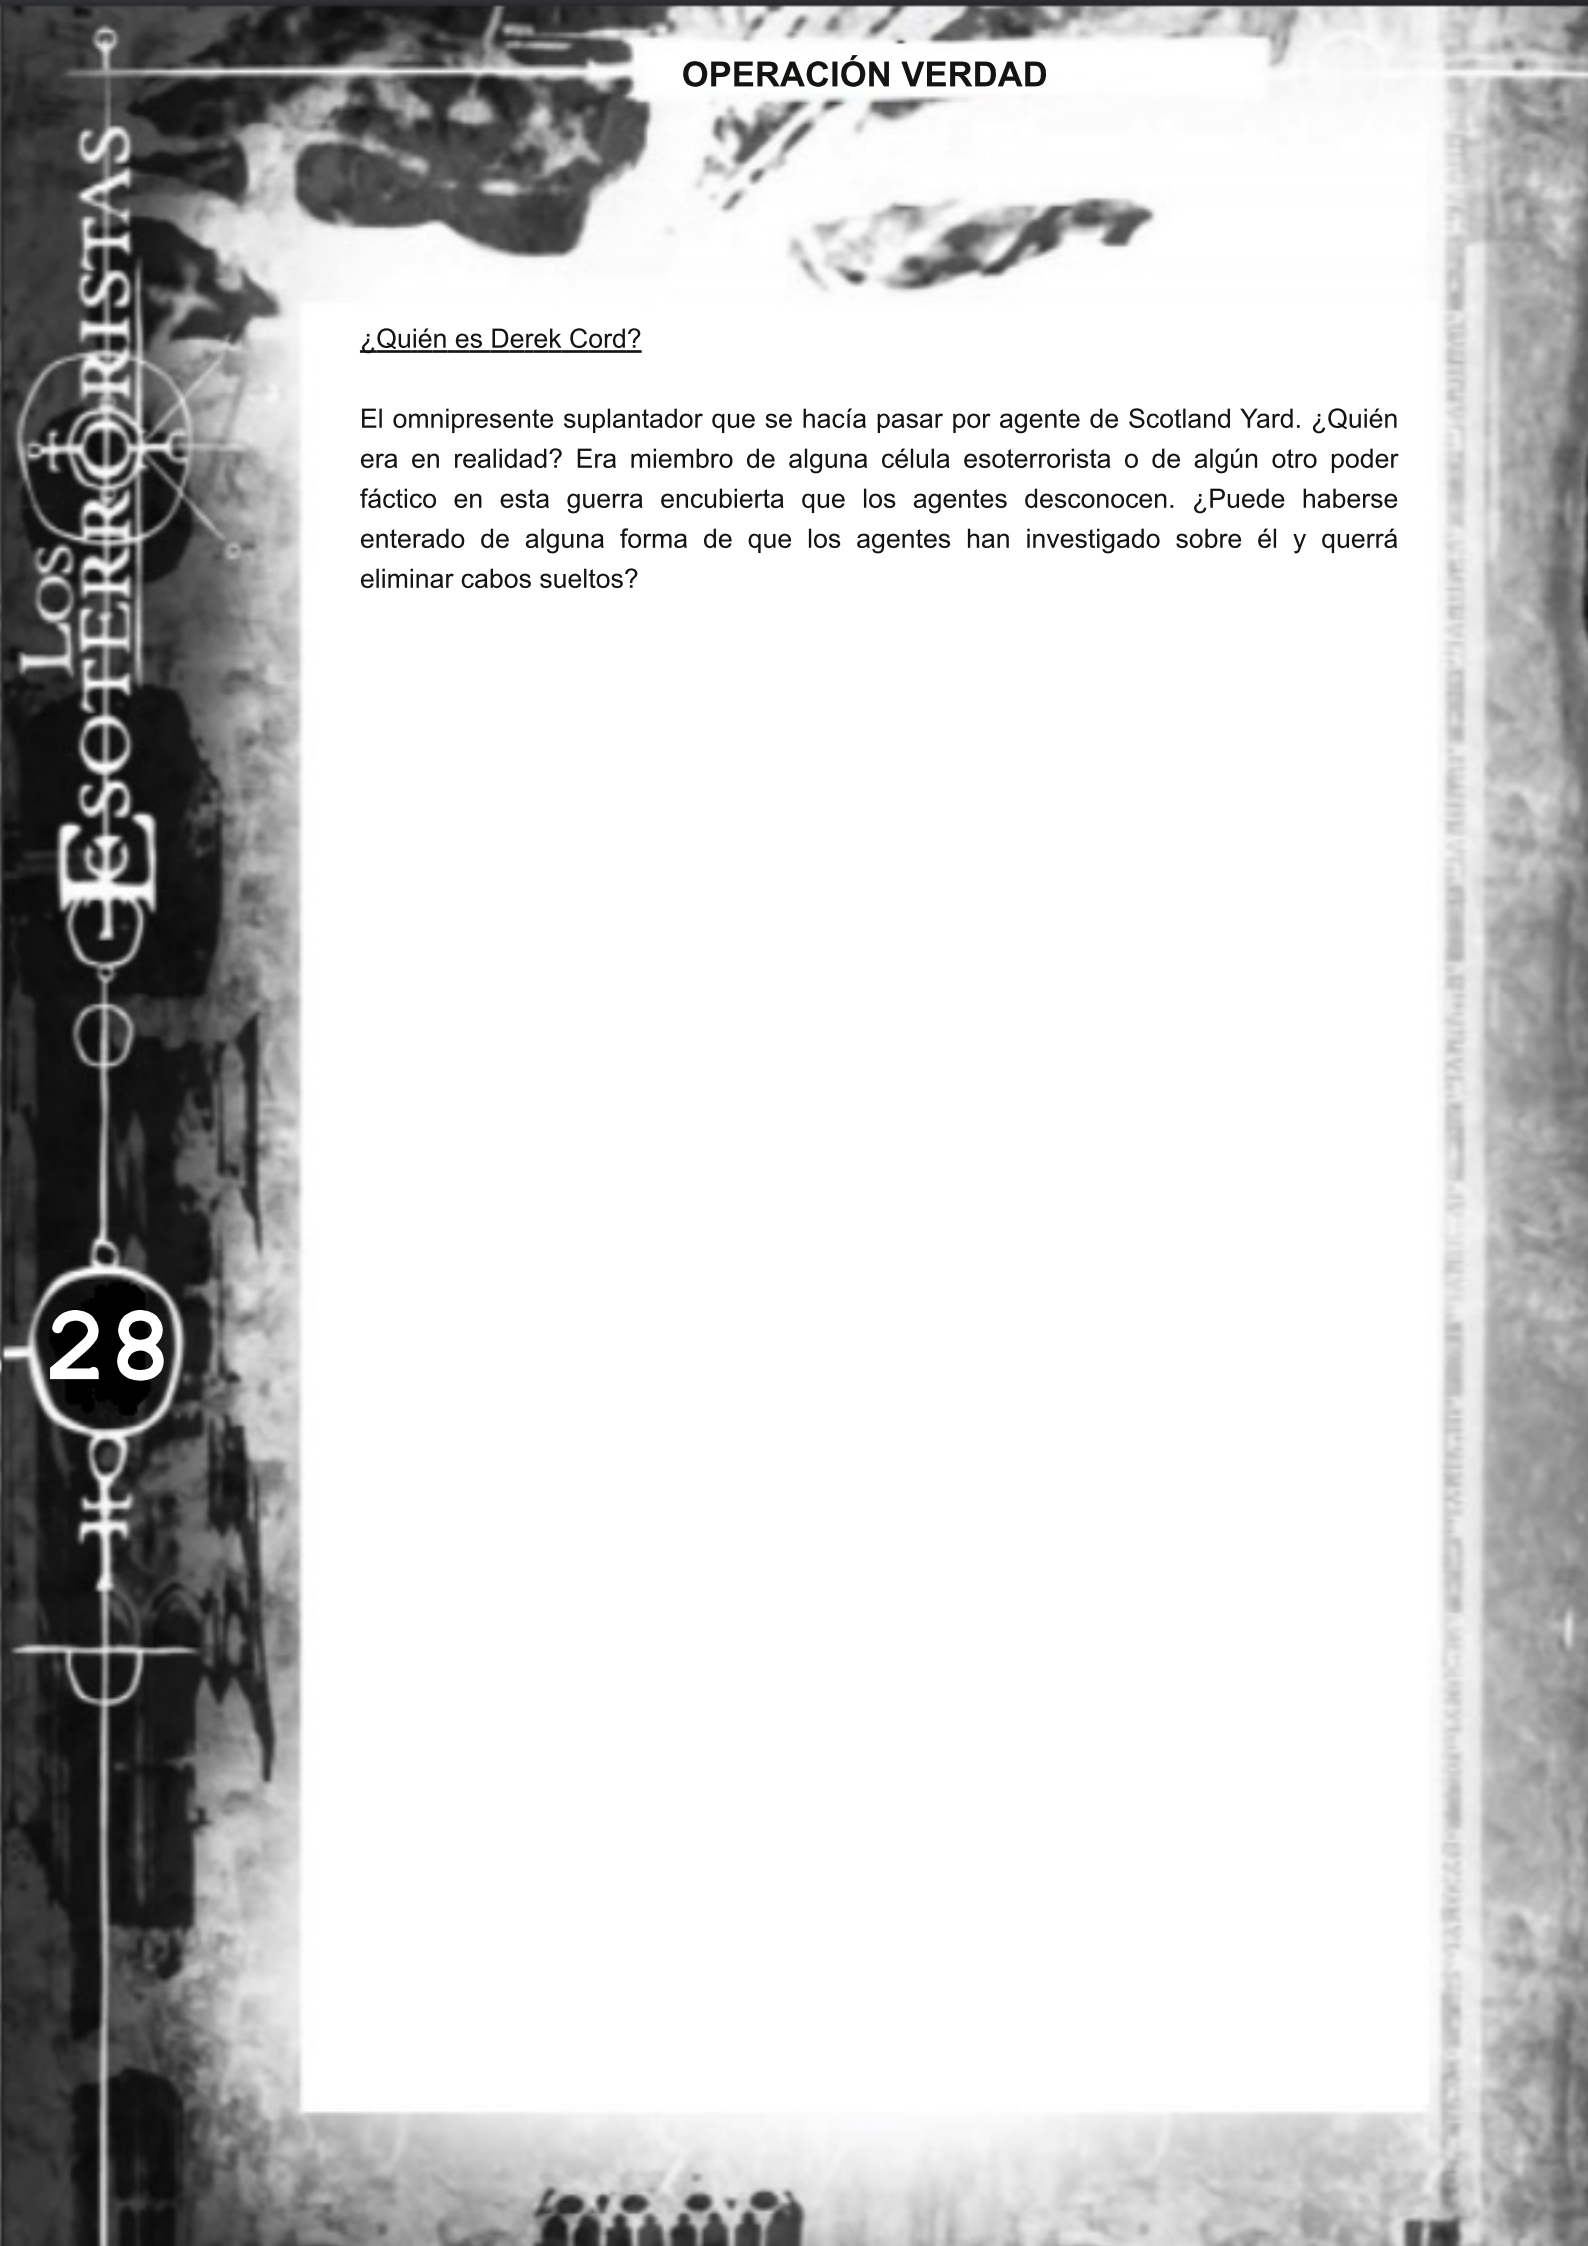 OPERACIÓN VERDAD
LOS
ESOTERRORISTAS
¿Quién es Derek Cord?
El omnipresente suplantador que se hacía pasar por agente de Scotland Yard. ¿Quién
era en realidad? Era miembro de alguna célula esoterrorista o de algún otro poder
fáctico en esta guerra encubierta que los agentes desconocen. ¿Puede haberse
enterado de alguna forma de que los agentes han investigado sobre él y querrá
eliminar cabos sueltos?
28